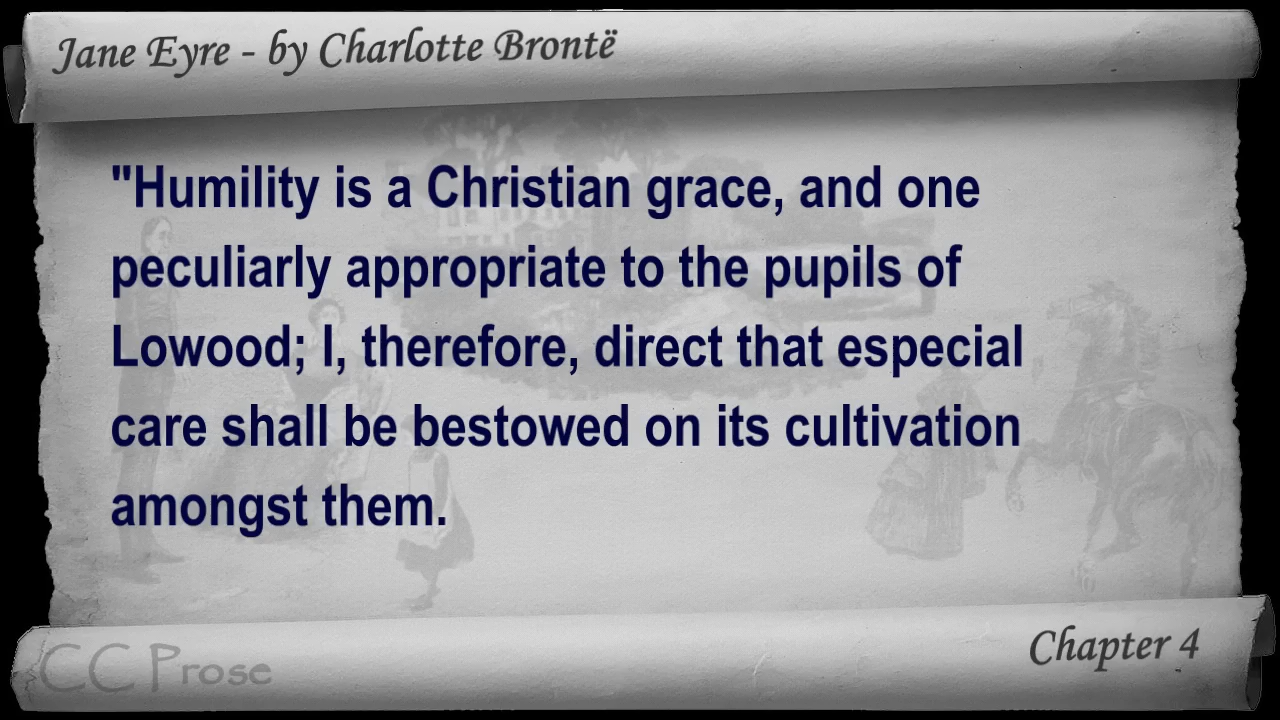 Jane Eyre - by Charlotte Brontë
"Humility is a Christian grace, and one
peculiarly appropriate to the pupils of
Lowood; I, therefore, direct that especial
care shall be bestowed on its cultivation
amongst them.
CC Prose
Chapter 4